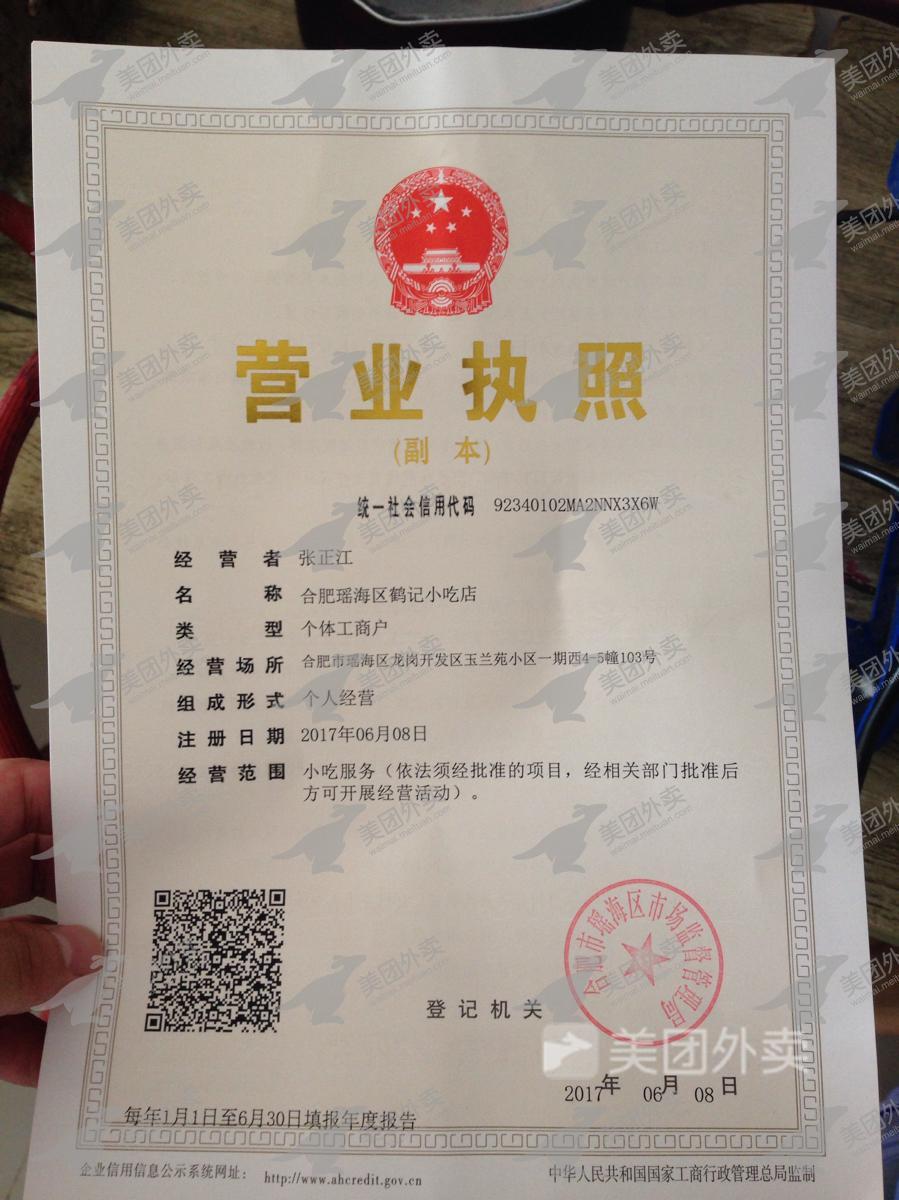 营业执照
(副 本)
统一社会信用代码 92340102MA2NNX3X6W
经营者 张正江
名称 合肥瑶海区鹤记小吃店
类型 个体工商户
经营场所 合肥市瑶海区龙岗开发区玉兰苑小区一期西4-5幢103号
组成形式 个人经营
注册日期 2017年06月08日
经营范围 小吃服务（依法须经批准的项目，经相关部门批准后
方可开展经营活动）。
合肥市瑶海区市场监督管理局
登记机关
美团外卖
2017年 06月 08日
每年1月1日至6月30日填报年度报告
企业信用信息公示系统网址： http://www.ahcredit.gov.cn
中华人民共和国国家工商行政管理总局监制
美团外卖
waimai.meituan.com